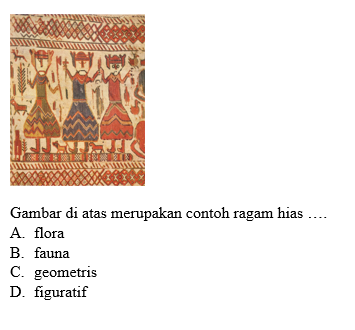 Gambar di atas merupakan contoh ragam hias ....
A. flora
B. fauna
C. geometris
D. figuratif